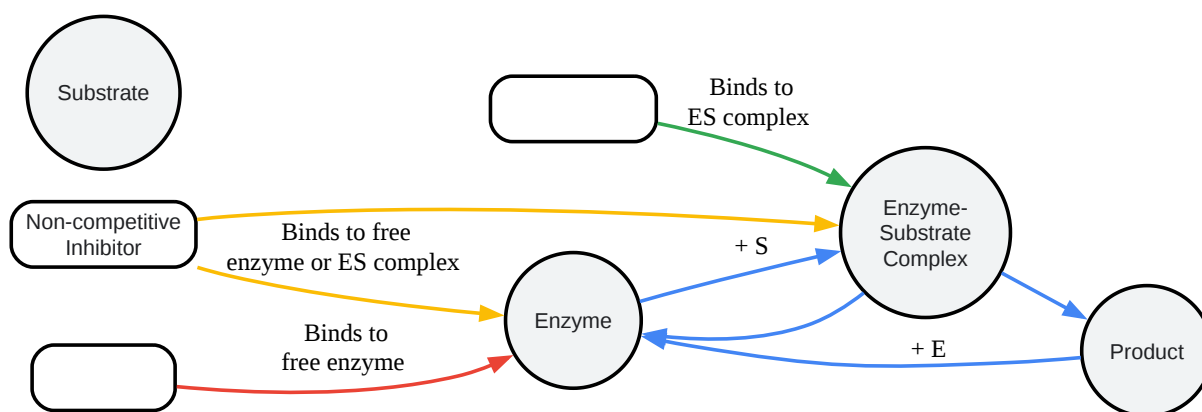 Substrate
Binds to
ES complex
Non-competitive
Inhibitor
Binds to free
enzyme or ES complex
+ S
Enzyme-
Substrate
Complex
Enzyme
Binds to
free enzyme
+ E
Product